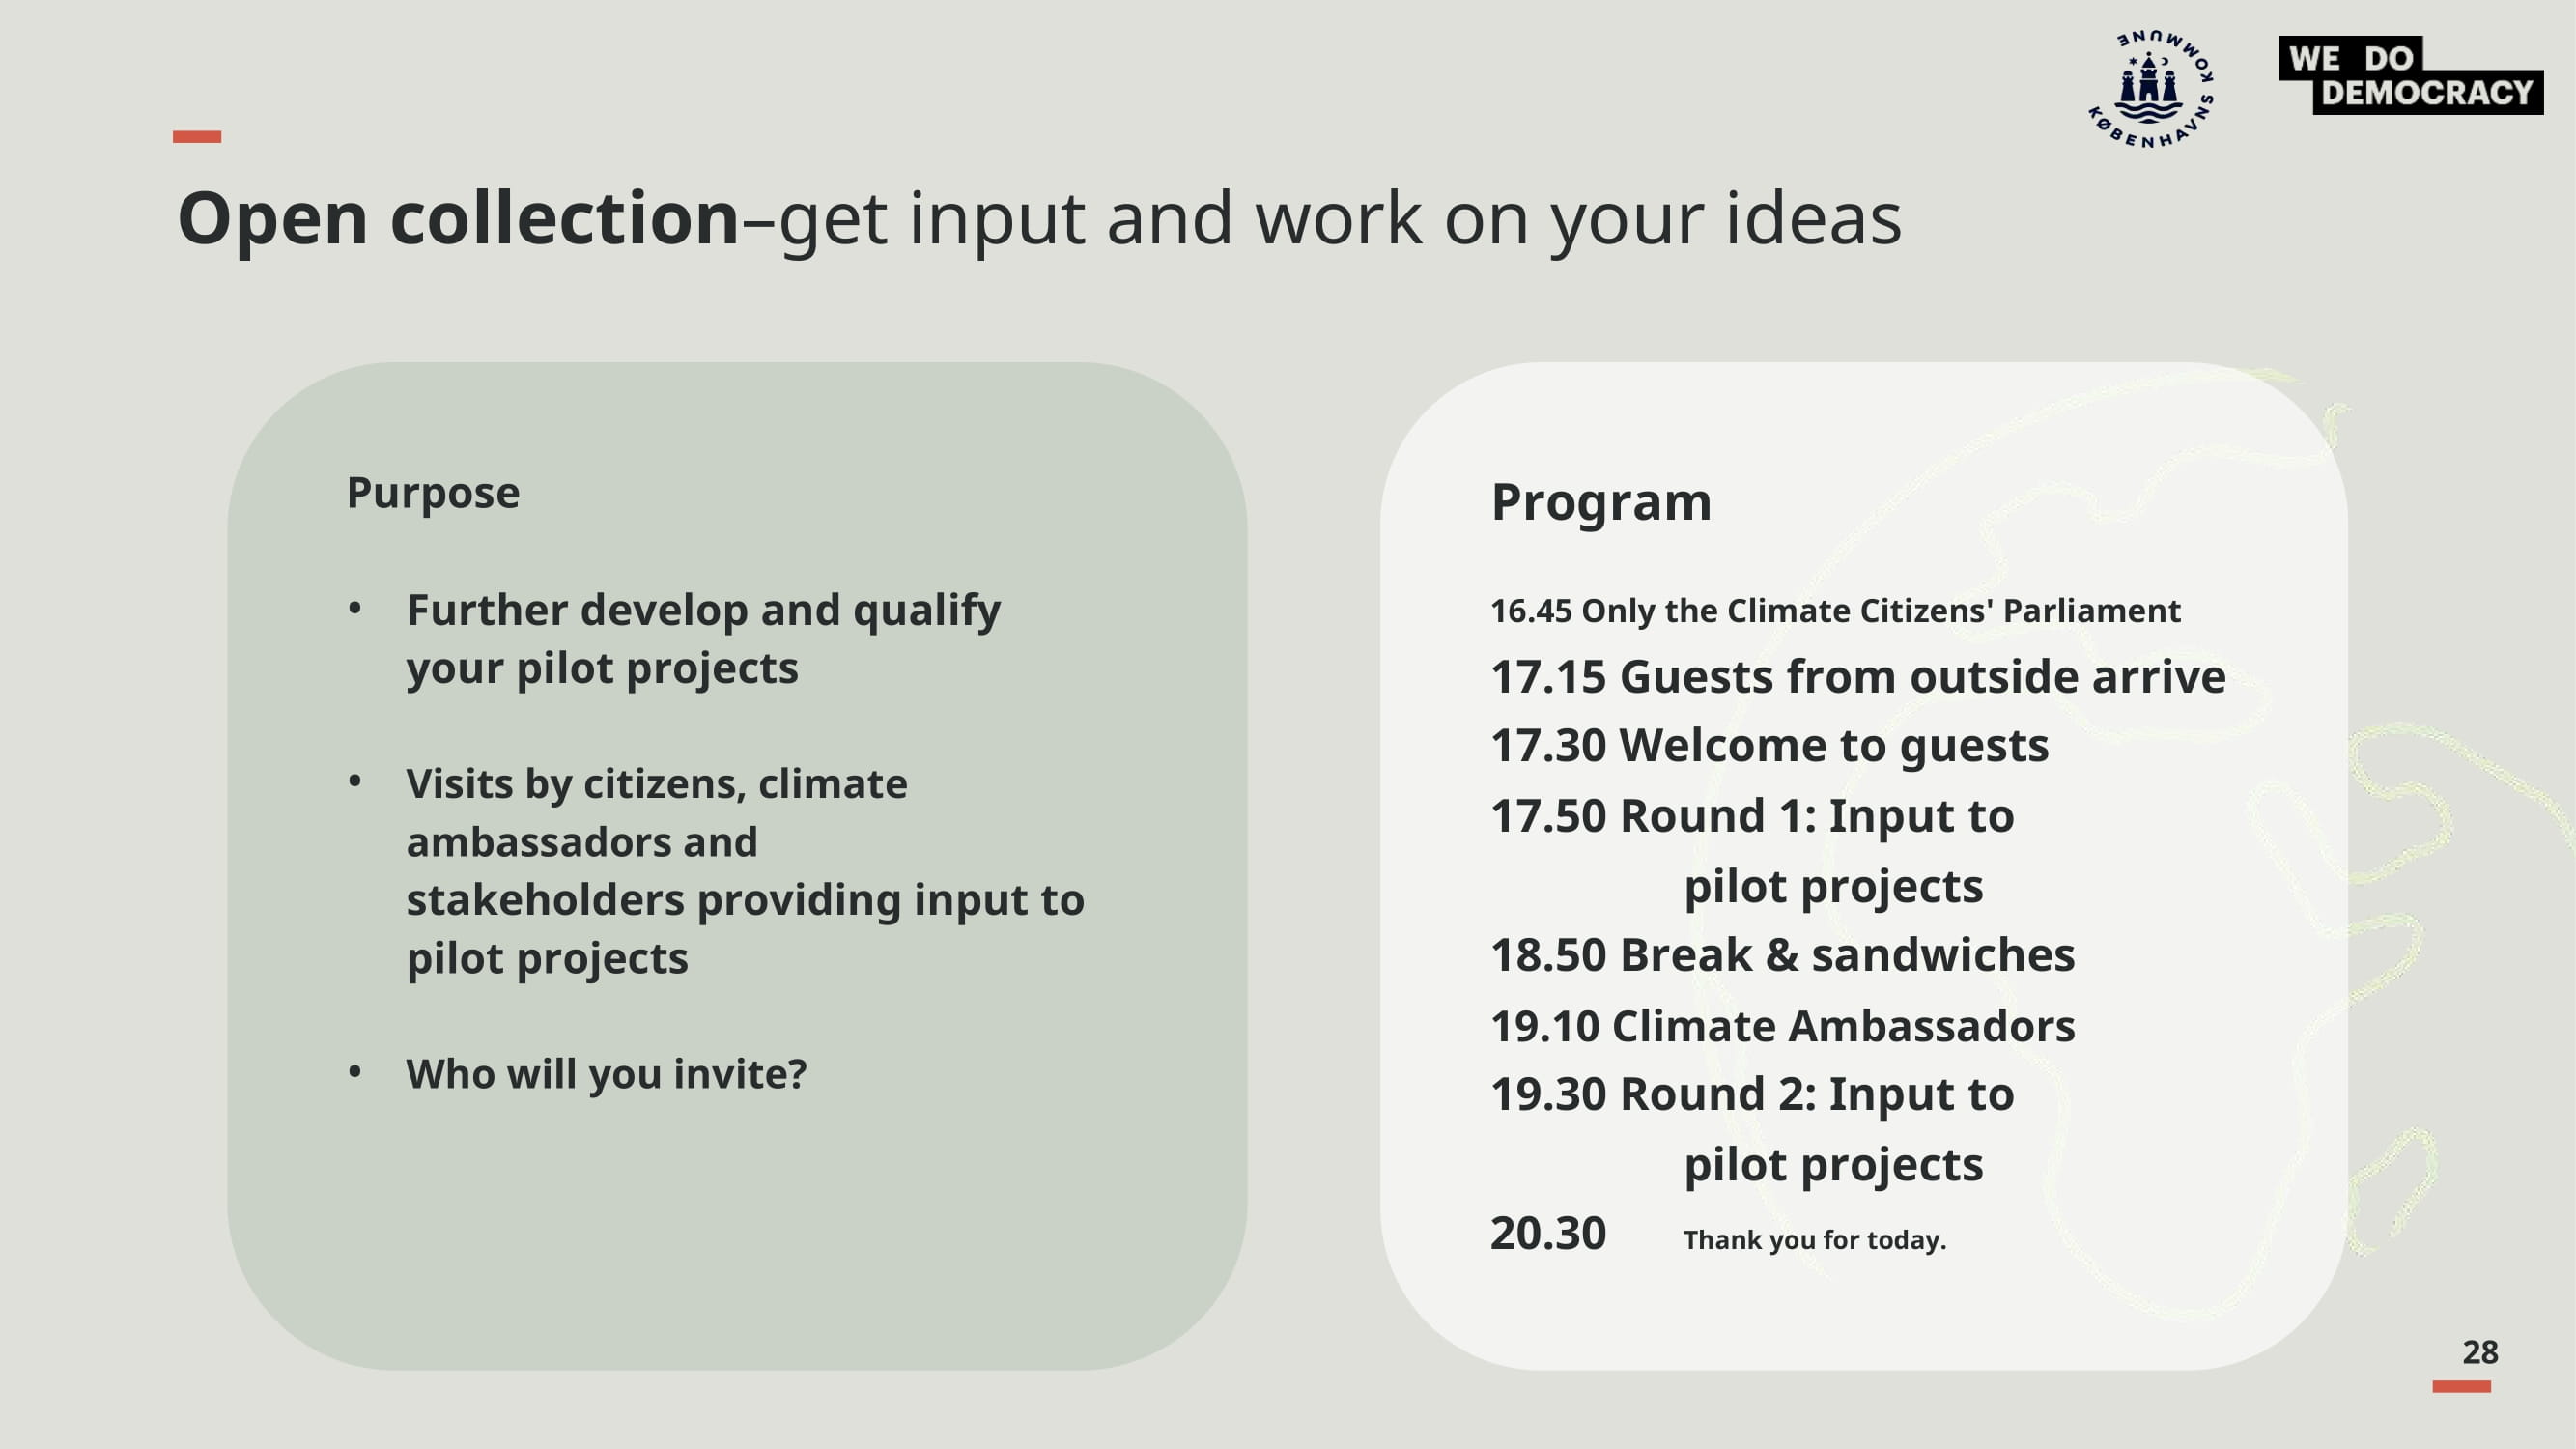 KØBENHAVNS KOMMUNE
WE DO
DEMOCRACY
Open collection–get input and work on your ideas
Purpose
• Further develop and qualify
your pilot projects
• Visits by citizens, climate
ambassadors and
stakeholders providing input to
pilot projects
• Who will you invite?
Program
16.45 Only the Climate Citizens' Parliament
17.15 Guests from outside arrive
17.30 Welcome to guests
17.50 Round 1: Input to
pilot projects
18.50 Break & sandwiches
19.10 Climate Ambassadors
19.30 Round 2: Input to
pilot projects
20.30 Thank you for today.
28